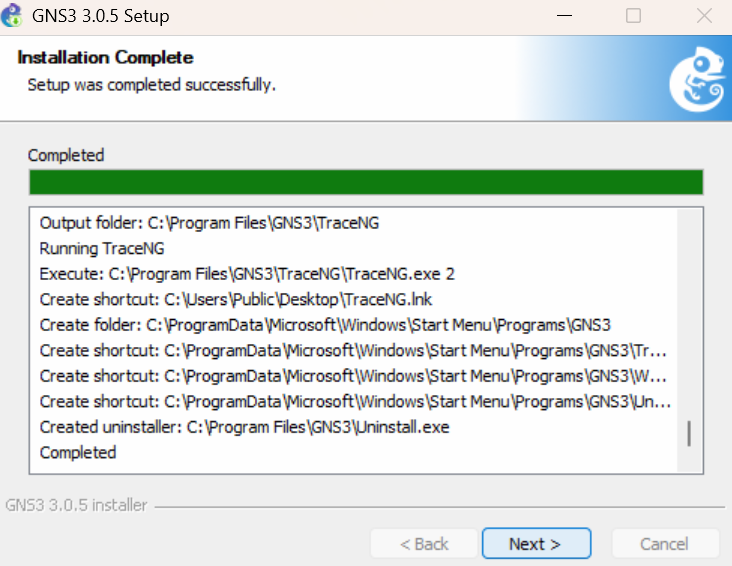 GNS3 3.0.5 Setup
Installation Complete
Setup was completed successfully.
Completed
Output folder: C:\Program Files\GNS3\TraceNG
Running TraceNG
Execute: C:\Program Files\GNS3\TraceNG\TraceNG.exe 2
Create shortcut: C:\Users\Public\Desktop\TraceNG.lnk
Create folder: C:\ProgramData\Microsoft\Windows\Start Menu\Programs\GNS3
Create shortcut: C:\ProgramData\Microsoft\Windows\Start Menu\Programs\GNS3\Tr...
Create shortcut: C:\ProgramData\Microsoft\Windows\Start Menu\Programs\GNS3\W...
Create shortcut: C:\ProgramData\Microsoft\Windows\Start Menu\Programs\GNS3\Un...
Created uninstaller: C:\Program Files\GNS3\Uninstall.exe
Completed
GNS3 3.0.5 installer
< Back Next > Cancel